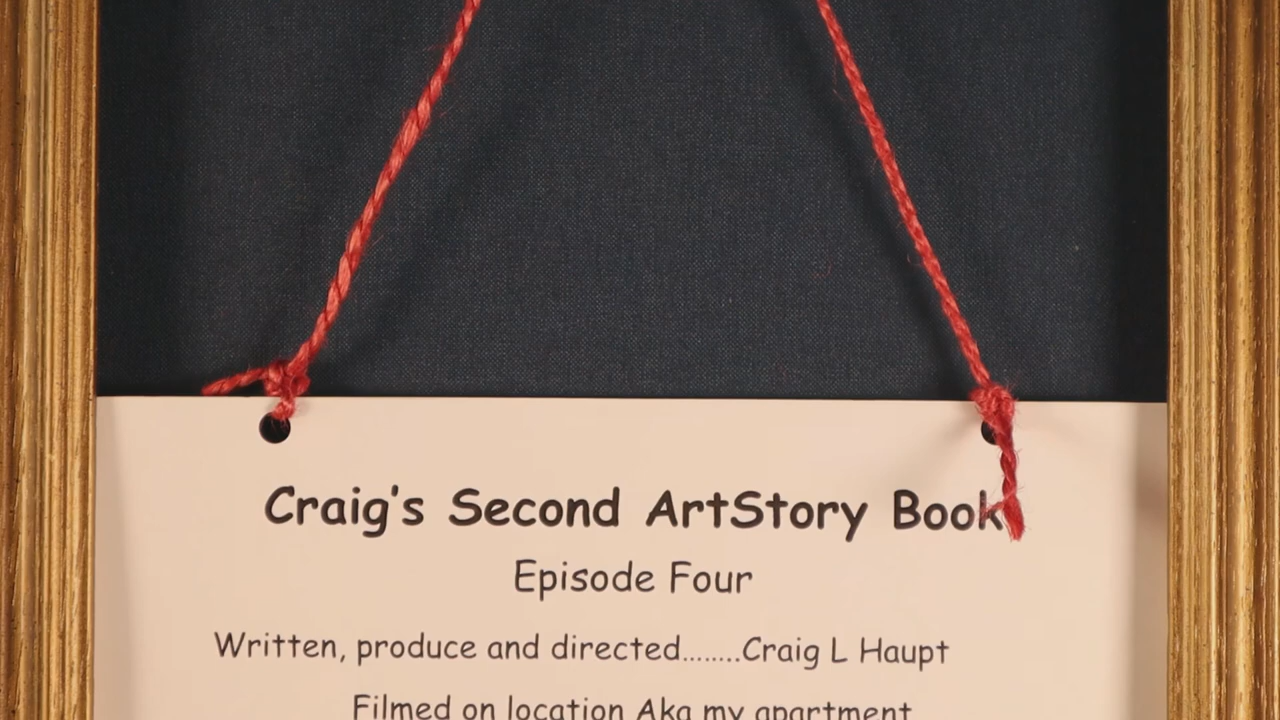 Craig's Second ArtStory Book
Episode Four
Written, produce and directed........Craig L Haupt
Filmed on location Aka my apartment